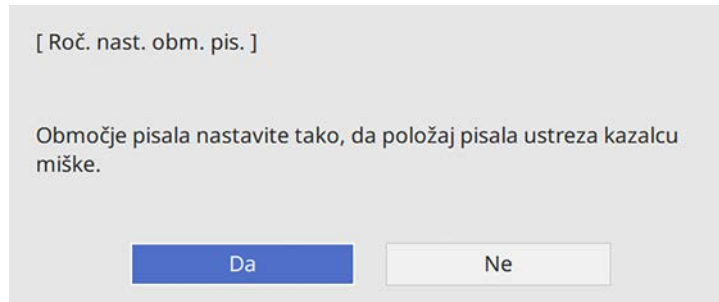 [ Roč. nast. obm. pis. ]
Območje pisala nastavite tako, da položaj pisala ustreza kazalcu
miške.
Da
Ne